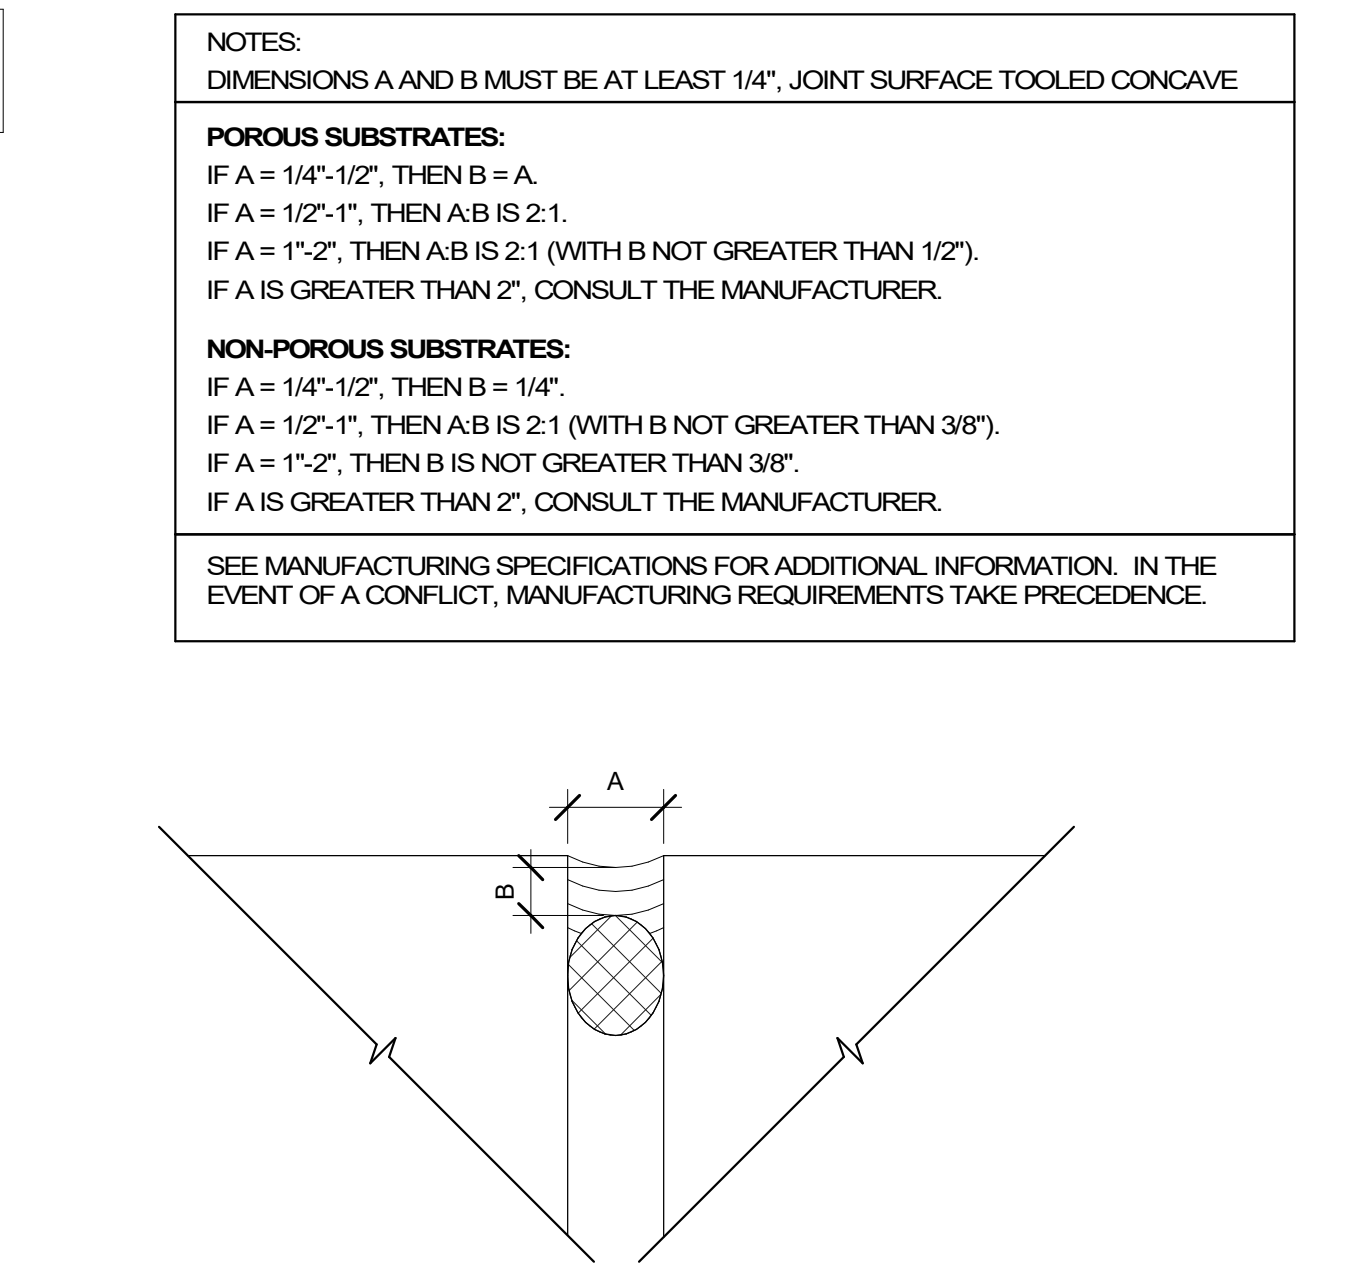 NOTES:
DIMENSIONS A AND B MUST BE AT LEAST 1/4", JOINT SURFACE TOOLED CONCAVE
POROUS SUBSTRATES:
IF A = 1/4"-1/2", THEN B = A.
IF A = 1/2"-1", THEN A:B IS 2:1.
IF A = 1"-2", THEN A:B IS 2:1 (WITH B NOT GREATER THAN 1/2").
IF A IS GREATER THAN 2", CONSULT THE MANUFACTURER.
NON-POROUS SUBSTRATES:
IF A = 1/4"-1/2", THEN B = 1/4".
IF A = 1/2"-1", THEN A:B IS 2:1 (WITH B NOT GREATER THAN 3/8").
IF A = 1"-2", THEN B IS NOT GREATER THAN 3/8".
IF A IS GREATER THAN 2", CONSULT THE MANUFACTURER.
SEE MANUFACTURING SPECIFICATIONS FOR ADDITIONAL INFORMATION.  IN THE
EVENT OF A CONFLICT, MANUFACTURING REQUIREMENTS TAKE PRECEDENCE.
A
B